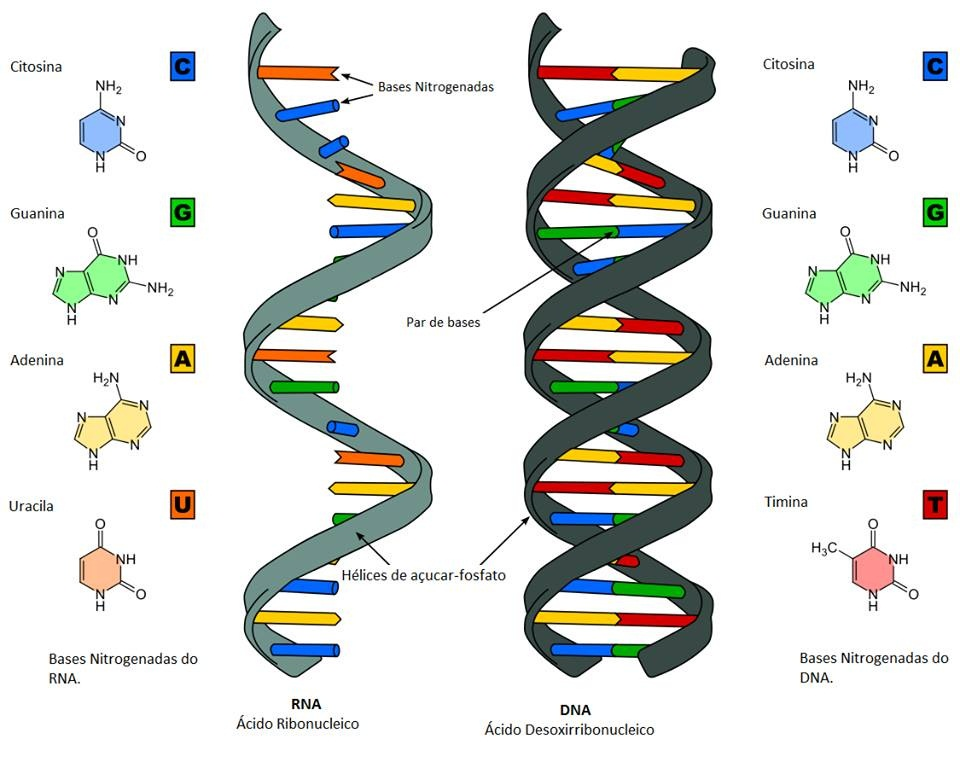 Citosina
C
NH₂
N
N
H
O
Guanina
G
O
NH
N
N
H
N
NH₂
Adenina
A
H₂N
N
N
N
H
N
Uracila
U
O
NH
N
H
O
Bases Nitrogenadas do
RNA.
Bases Nitrogenadas
Par de bases
Hélices de açucar-fosfato
RNA
Ácido Ribonucleico
DNA
Ácido Desoxirribonucleico
Citosina
C
NH₂
N
N
H
O
Guanina
G
O
NH
N
N
H
N
NH₂
Adenina
A
H₂N
N
N
N
H
N
Timina
T
O
H₃C
NH
N
H
O
Bases Nitrogenadas do
DNA.